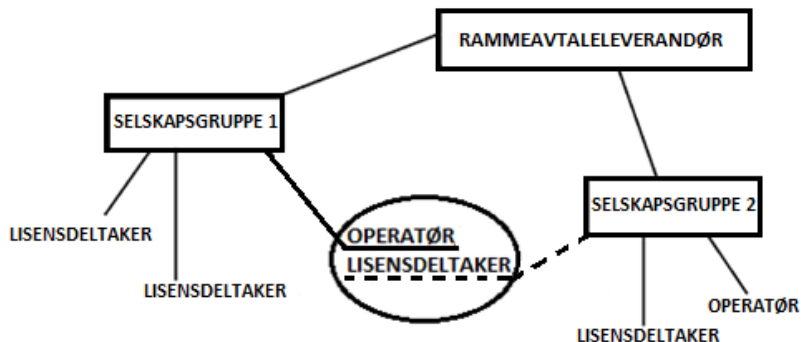 RAMMEAVTALELEVERANDØR
SELSKAPSGRUPPE 1
SELSKAPSGRUPPE 2
LISENSDELTAKER
OPERATØR
LISENSDELTAKER
LISENSDELTAKER
OPERATØR
LISENSDELTAKER